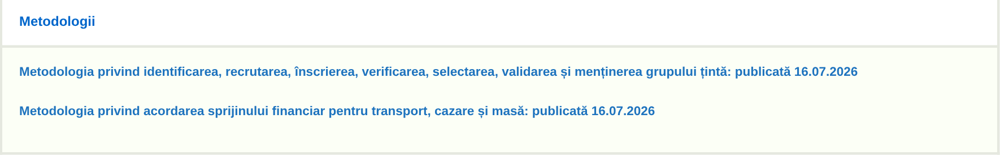 Metodologii
Metodologia privind identificarea, recrutarea, înscrierea, verificarea, selectarea, validarea și menținerea grupului țintă: publicată 16.07.2026
Metodologia privind acordarea sprijinului financiar pentru transport, cazare și masă: publicată 16.07.2026